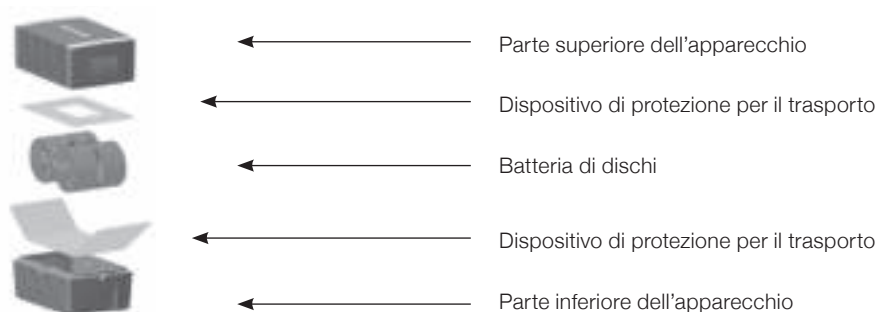 Parte superiore dell'apparecchio
Dispositivo di protezione per il trasporto
Batteria di dischi
Dispositivo di protezione per il trasporto
Parte inferiore dell'apparecchio